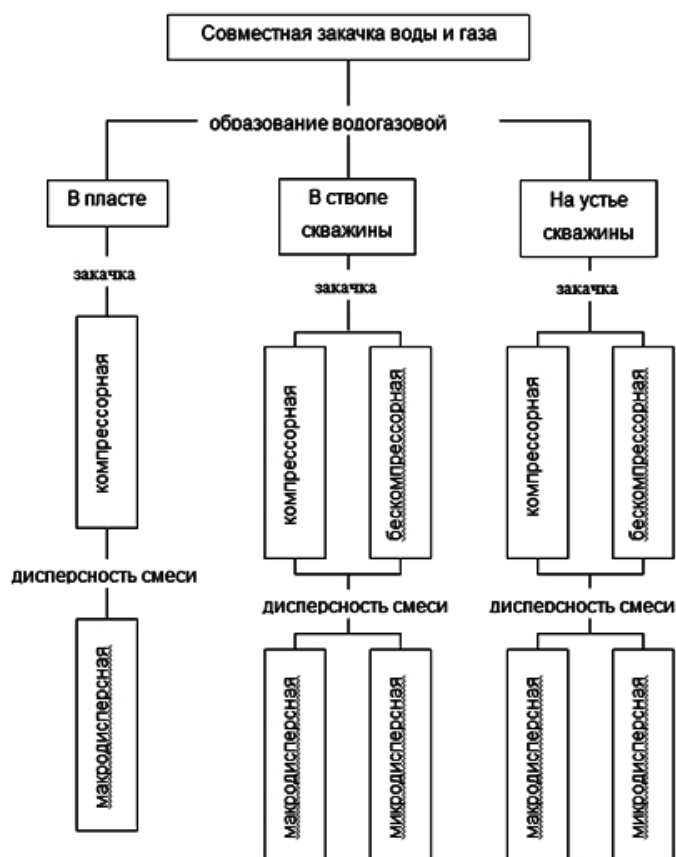 Совместная закачка воды и газа
образование водогазовой
В пласте
В стволе
скважины
На устье
скважины
закачка
закачка
закачка
компрессорная
компрессорная
бескомпрессорная
компрессорная
бескомпрессорная
дисперсность смеси
дисперсность смеси
дисперсность смеси
макродисперсная
макродисперсная
микродисперсная
макродисперсная
микродисперсная